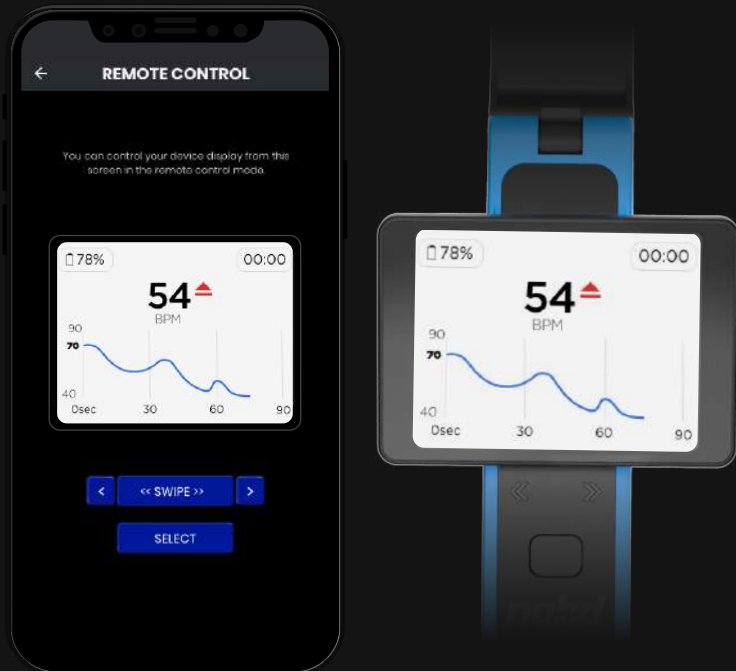 REMOTE CONTROL
You can control your device display from this
screen in the remote control mode.
78%
00:00
54
BPM
90
70
40
0sec
30
60
90
<
<< SWIPE >>
>
SELECT
78%
00:00
54
BPM
90
70
40
0sec
30
60
90
nabd